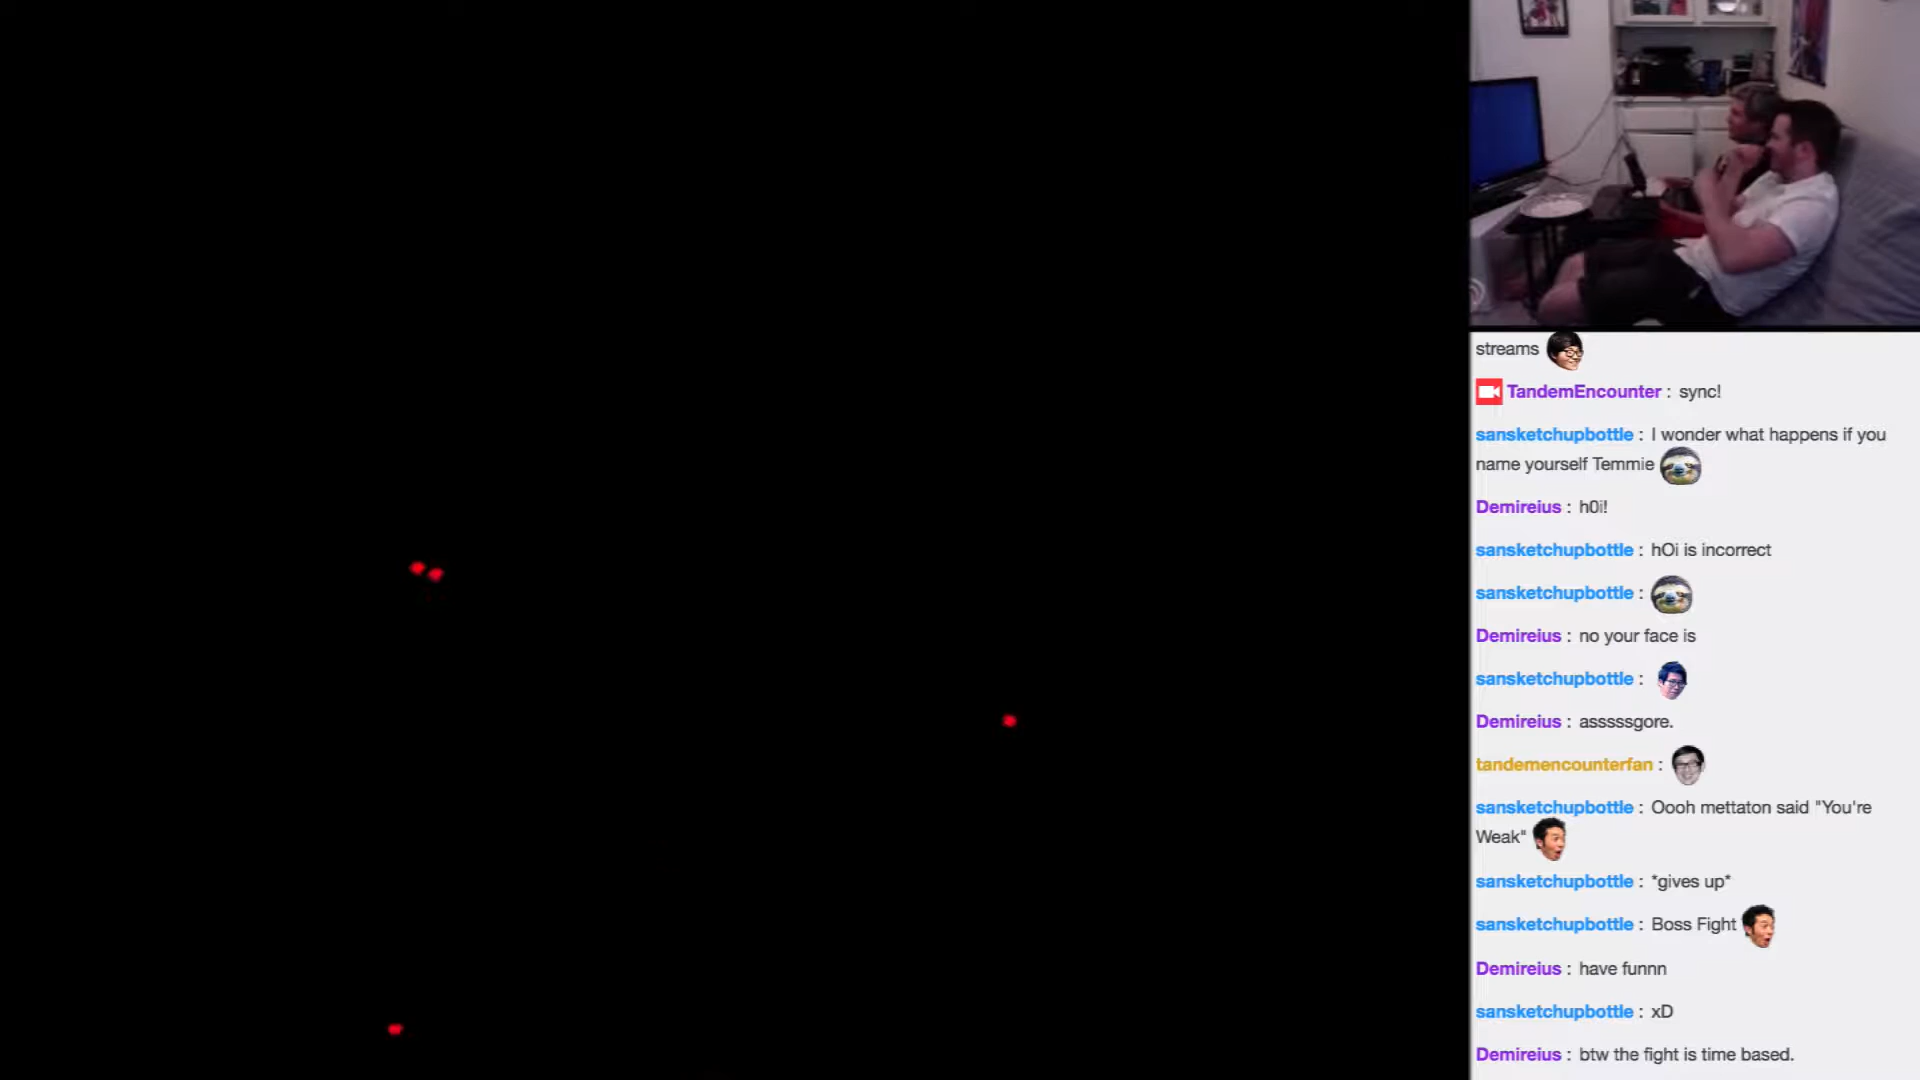 streams
TandemEncounter : sync!
sansketchupbottle : I wonder what happens if you
name yourself Temmie
Demireius : h0i!
sansketchupbottle : hOi is incorrect
sansketchupbottle :
Demireius : no your face is
sansketchupbottle :
Demireius : asssssgore.
tandemencounterfan :
sansketchupbottle : Oooh mettaton said "You're
Weak"
sansketchupbottle : *gives up*
sansketchupbottle : Boss Fight
Demireius : have funnn
sansketchupbottle : xD
Demireius : btw the fight is time based.